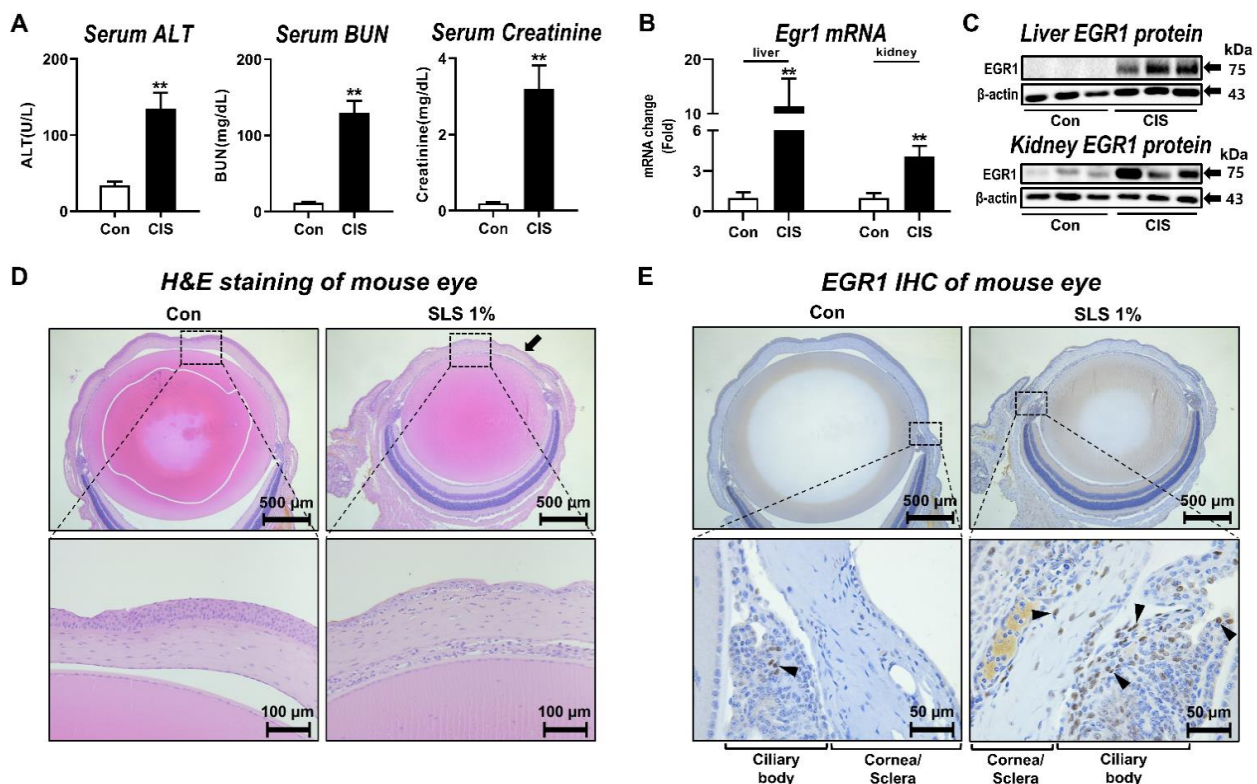 A
Serum ALT
ALT(U/L)
200
100
0
**
Con
CIS
Serum BUN
BUN(mg/dL)
200
100
0
**
Con
CIS
Serum Creatinine
Creatinine(mg/dL)
4
2
0
**
Con
CIS
B
Egr1 mRNA
mRNA change
(Fold)
20
10
6
3
0
liver
**
kidney
**
Con
CIS
Con
CIS
C
Liver EGR1 protein
kDa
EGR1
75
β-actin
43
Con
CIS
Kidney EGR1 protein
kDa
EGR1
75
β-actin
43
Con
CIS
D
H&E staining of mouse eye
Con
SLS 1%
500 µm
500 µm
100 µm
100 µm
E
EGR1 IHC of mouse eye
Con
SLS 1%
500 µm
500 µm
50 µm
50 µm
Ciliary
body
Cornea/
Sclera
Cornea/
Sclera
Ciliary
body